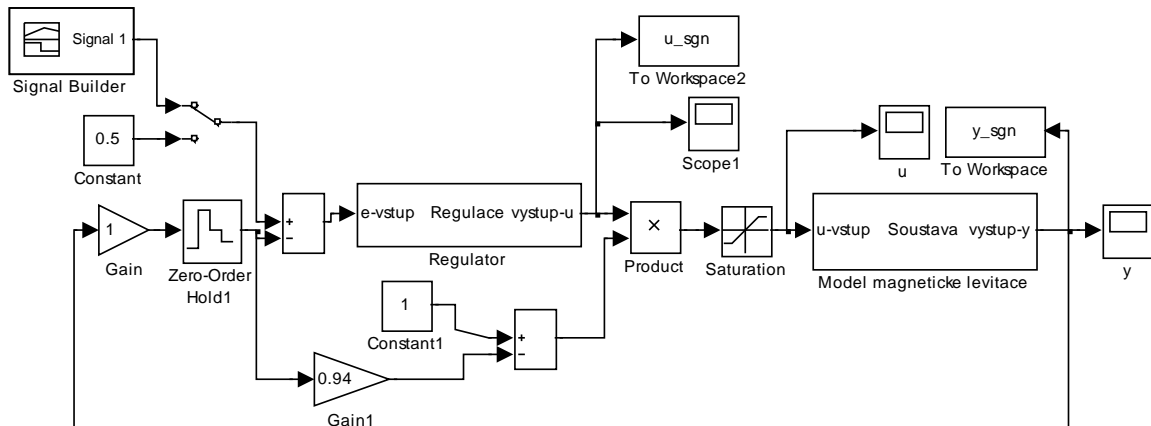 Signal 1
Signal Builder
0.5
Constant
1
Gain
Zero-Order
Hold1
+
−
e-vstup Regulace vystup-u
Regulator
u_sgn
To Workspace2
Scope1
×
Product
Saturation
u
y_sgn
To Workspace
u-vstup Soustava vystup-y
Model magneticke levitace
y
1
Constant1
+
−
0.94
Gain1